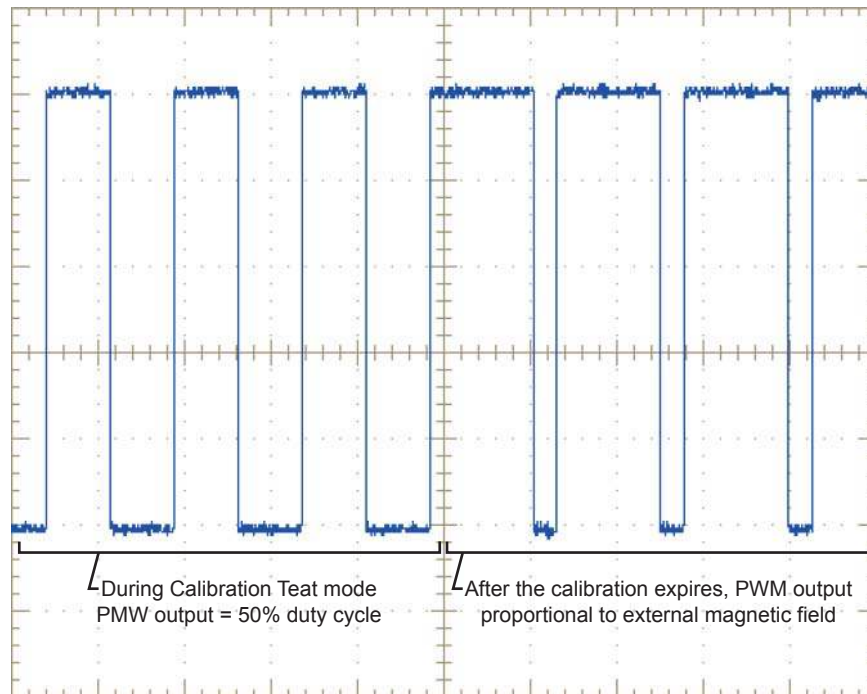 During Calibration Teat mode
PMW output = 50% duty cycle
After the calibration expires, PWM output
proportional to external magnetic field